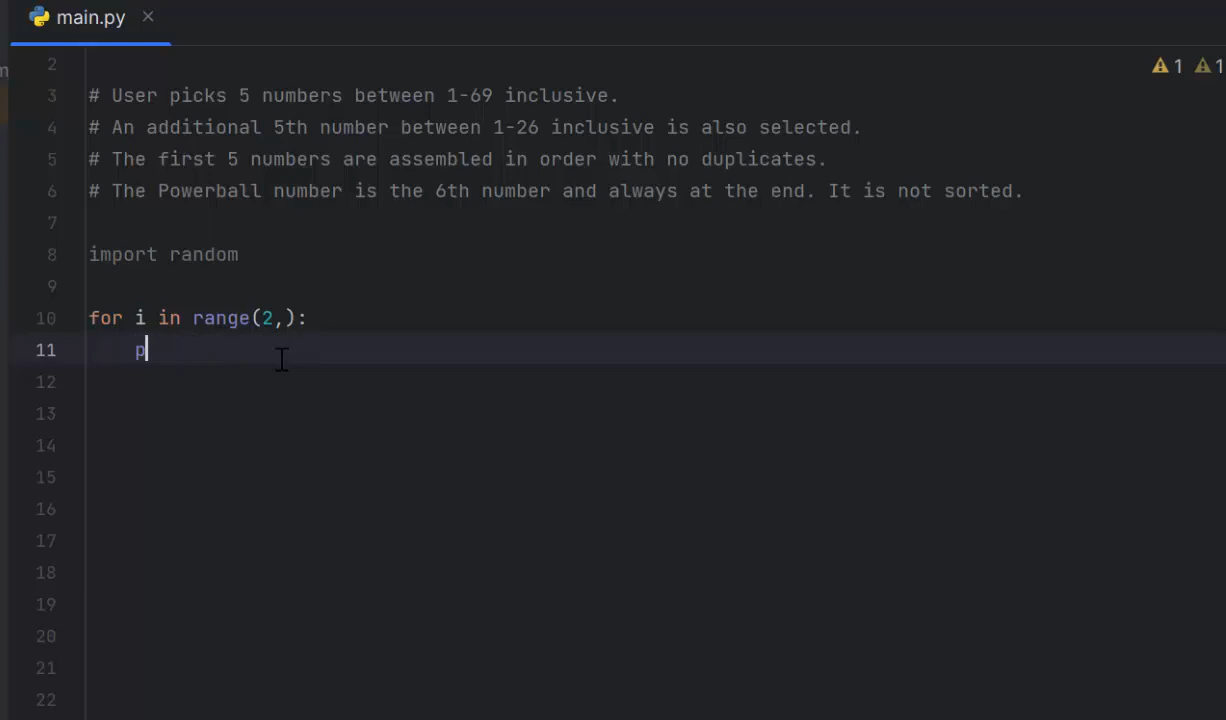 main.py ×
1 1
2
3 # User picks 5 numbers between 1-69 inclusive.
4 # An additional 5th number between 1-26 inclusive is also selected.
5 # The first 5 numbers are assembled in order with no duplicates.
6 # The Powerball number is the 6th number and always at the end. It is not sorted.
7
8 import random
9
10 for i in range(2,):
11     p
12
13
14
15
16
17
18
19
20
21
22